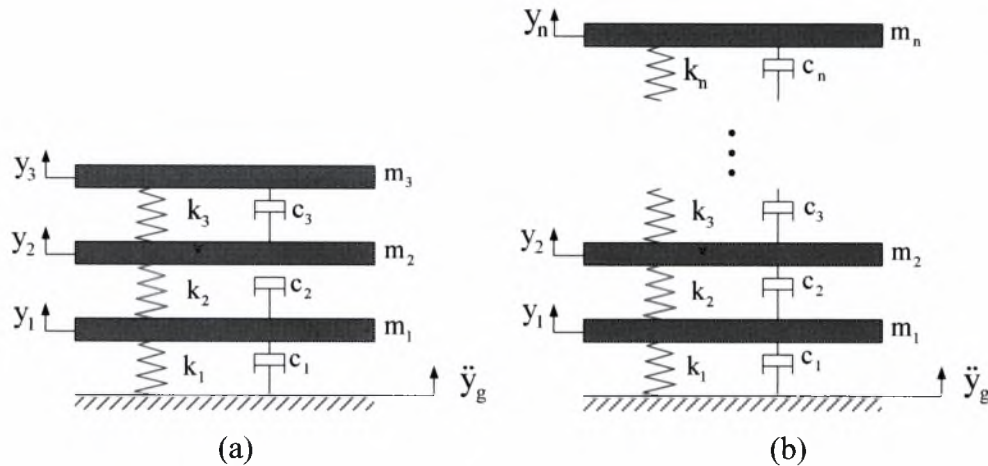 y₃
m₃
k₃
c₃
y₂
m₂
k₂
c₂
y₁
m₁
k₁
c₁
ÿg
(a)
yₙ
mₙ
kₙ
cₙ
k₃
c₃
y₂
m₂
k₂
c₂
y₁
m₁
k₁
c₁
ÿg
(b)